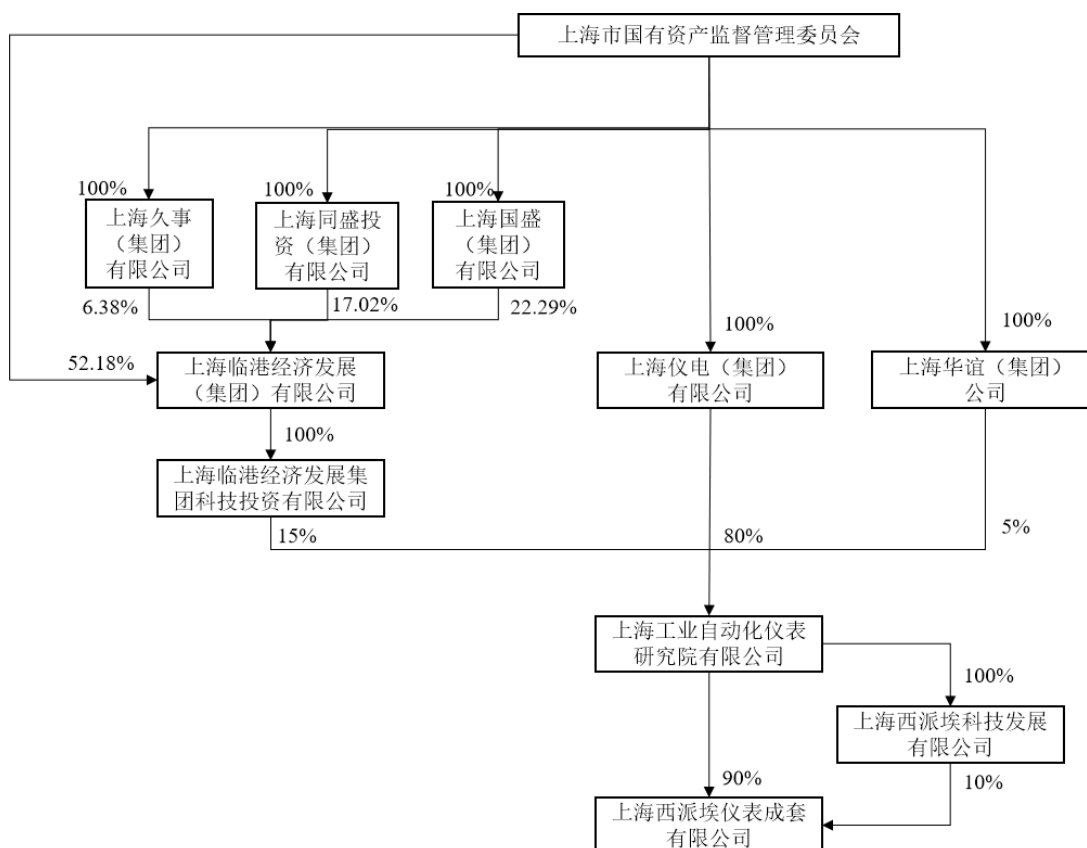 上海市国有资产监督管理委员会
100%
100%
100%
上海久事
（集团）
有限公司
上海同盛投
资（集团）
有限公司
上海国盛
（集团）
有限公司
6.38%
17.02%
22.29%
100%
100%
52.18%
上海临港经济发展
（集团）有限公司
上海仪电（集团）
有限公司
上海华谊（集团）
公司
100%
上海临港经济发展集
团科技投资有限公司
15%
80%
5%
上海工业自动化仪表
研究院有限公司
100%
上海西派埃科技发展
有限公司
90%
10%
上海西派埃仪表成套
有限公司